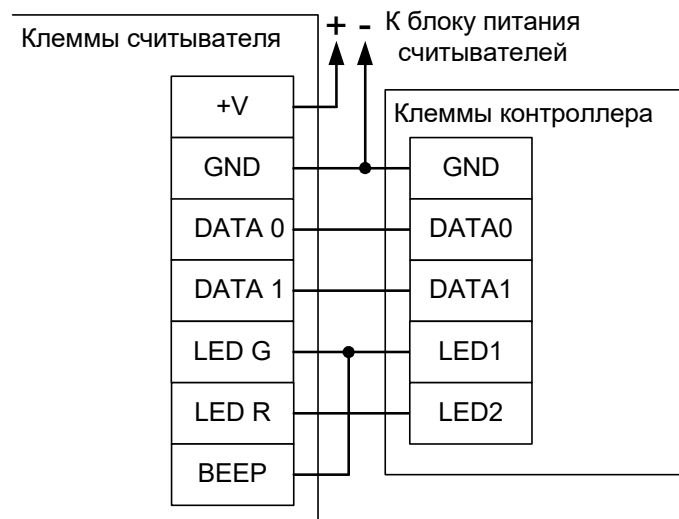 Клеммы считывателя
+ -
К блоку питания
считывателей
+V
GND
DATA 0
DATA 1
LED G
LED R
BEEP
Клеммы контроллера
GND
DATA0
DATA1
LED1
LED2